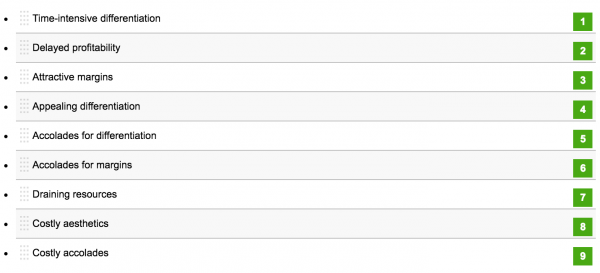 Time-intensive differentiation 1
Delayed profitability 2
Attractive margins 3
Appealing differentiation 4
Accolades for differentiation 5
Accolades for margins 6
Draining resources 7
Costly aesthetics 8
Costly accolades 9